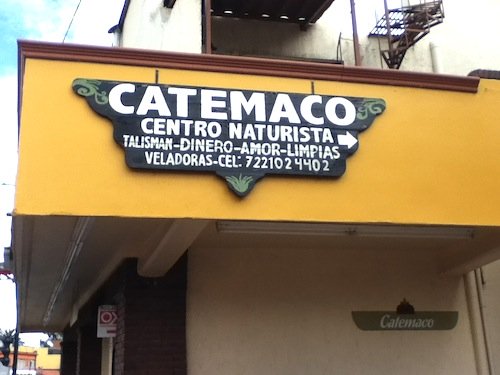 CATEMACO
CENTRO NATURISTA
TALISMAN-DINERO-AMOR-LIMPIAS
VELADORAS-CEL: 7221024402
Catemaco